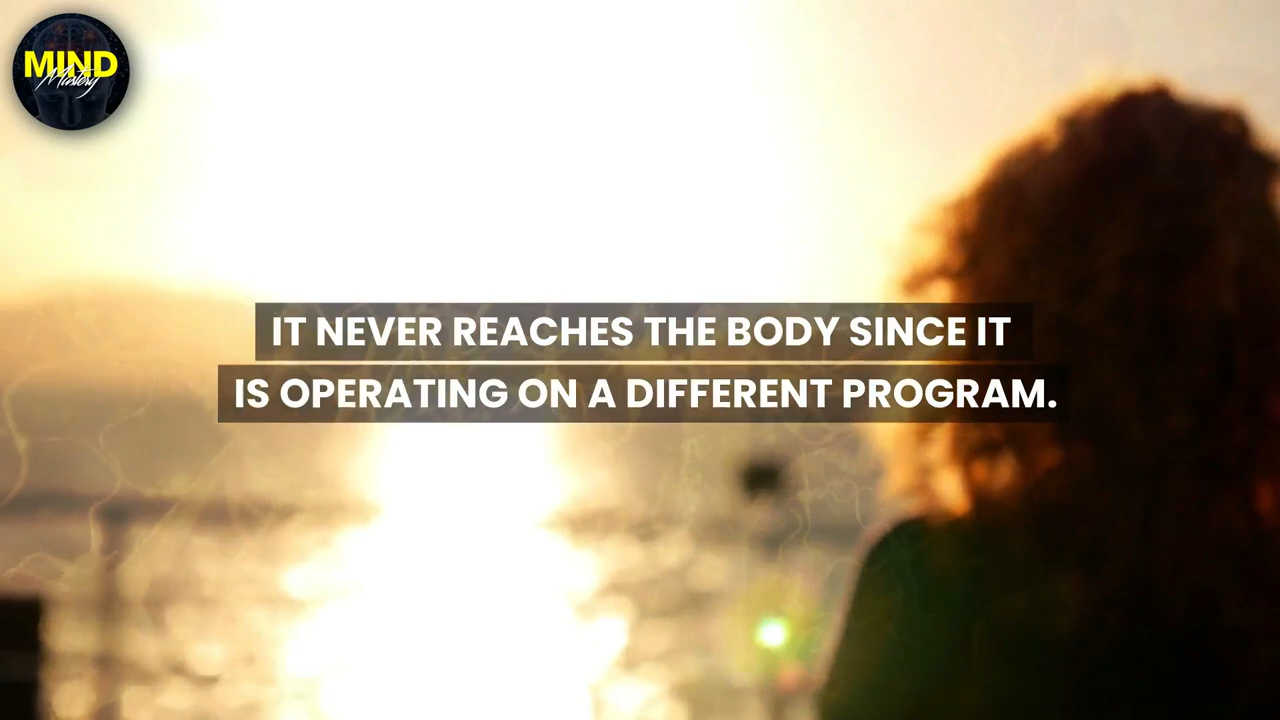 MIND
Mastery
IT NEVER REACHES THE BODY SINCE IT
IS OPERATING ON A DIFFERENT PROGRAM.